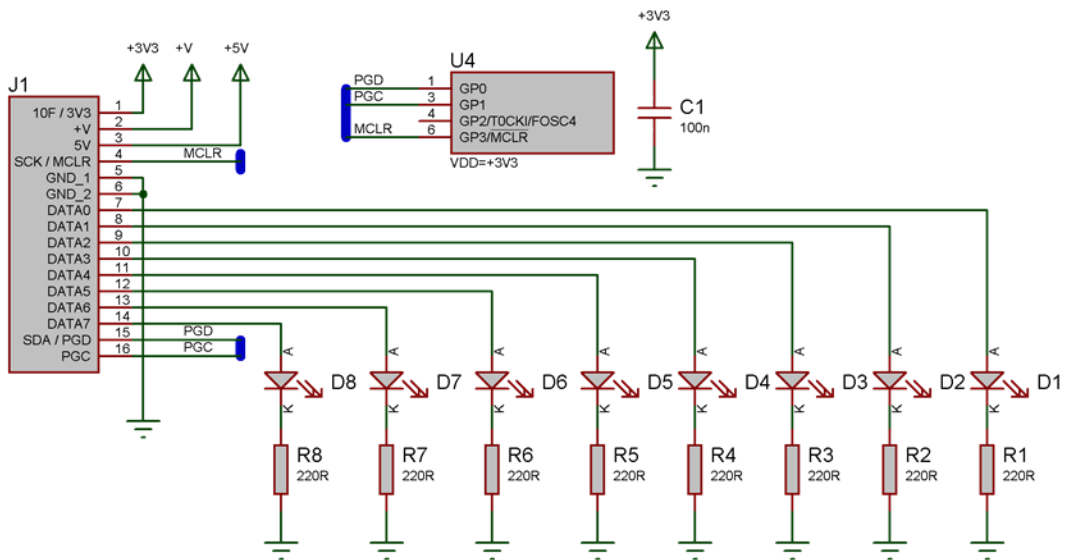 +3V3
+V
+5V
J1
10F / 3V3
1
+V
2
5V
3
SCK / MCLR
4
MCLR
GND_1
5
GND_2
6
DATA0
7
DATA1
8
DATA2
9
DATA3
10
DATA4
11
DATA5
12
DATA6
13
DATA7
14
SDA / PGD
15
PGD
PGC
16
PGC
U4
PGD
1
GP0
PGC
3
GP1
4
GP2/T0CKI/FOSC4
MCLR
6
GP3/MCLR
VDD=+3V3
+3V3
C1
100n
A
D8
K
R8
220R
A
D7
K
R7
220R
A
D6
K
R6
220R
A
D5
K
R5
220R
A
D4
K
R4
220R
A
D3
K
R3
220R
A
D2
K
R2
220R
A
D1
K
R1
220R